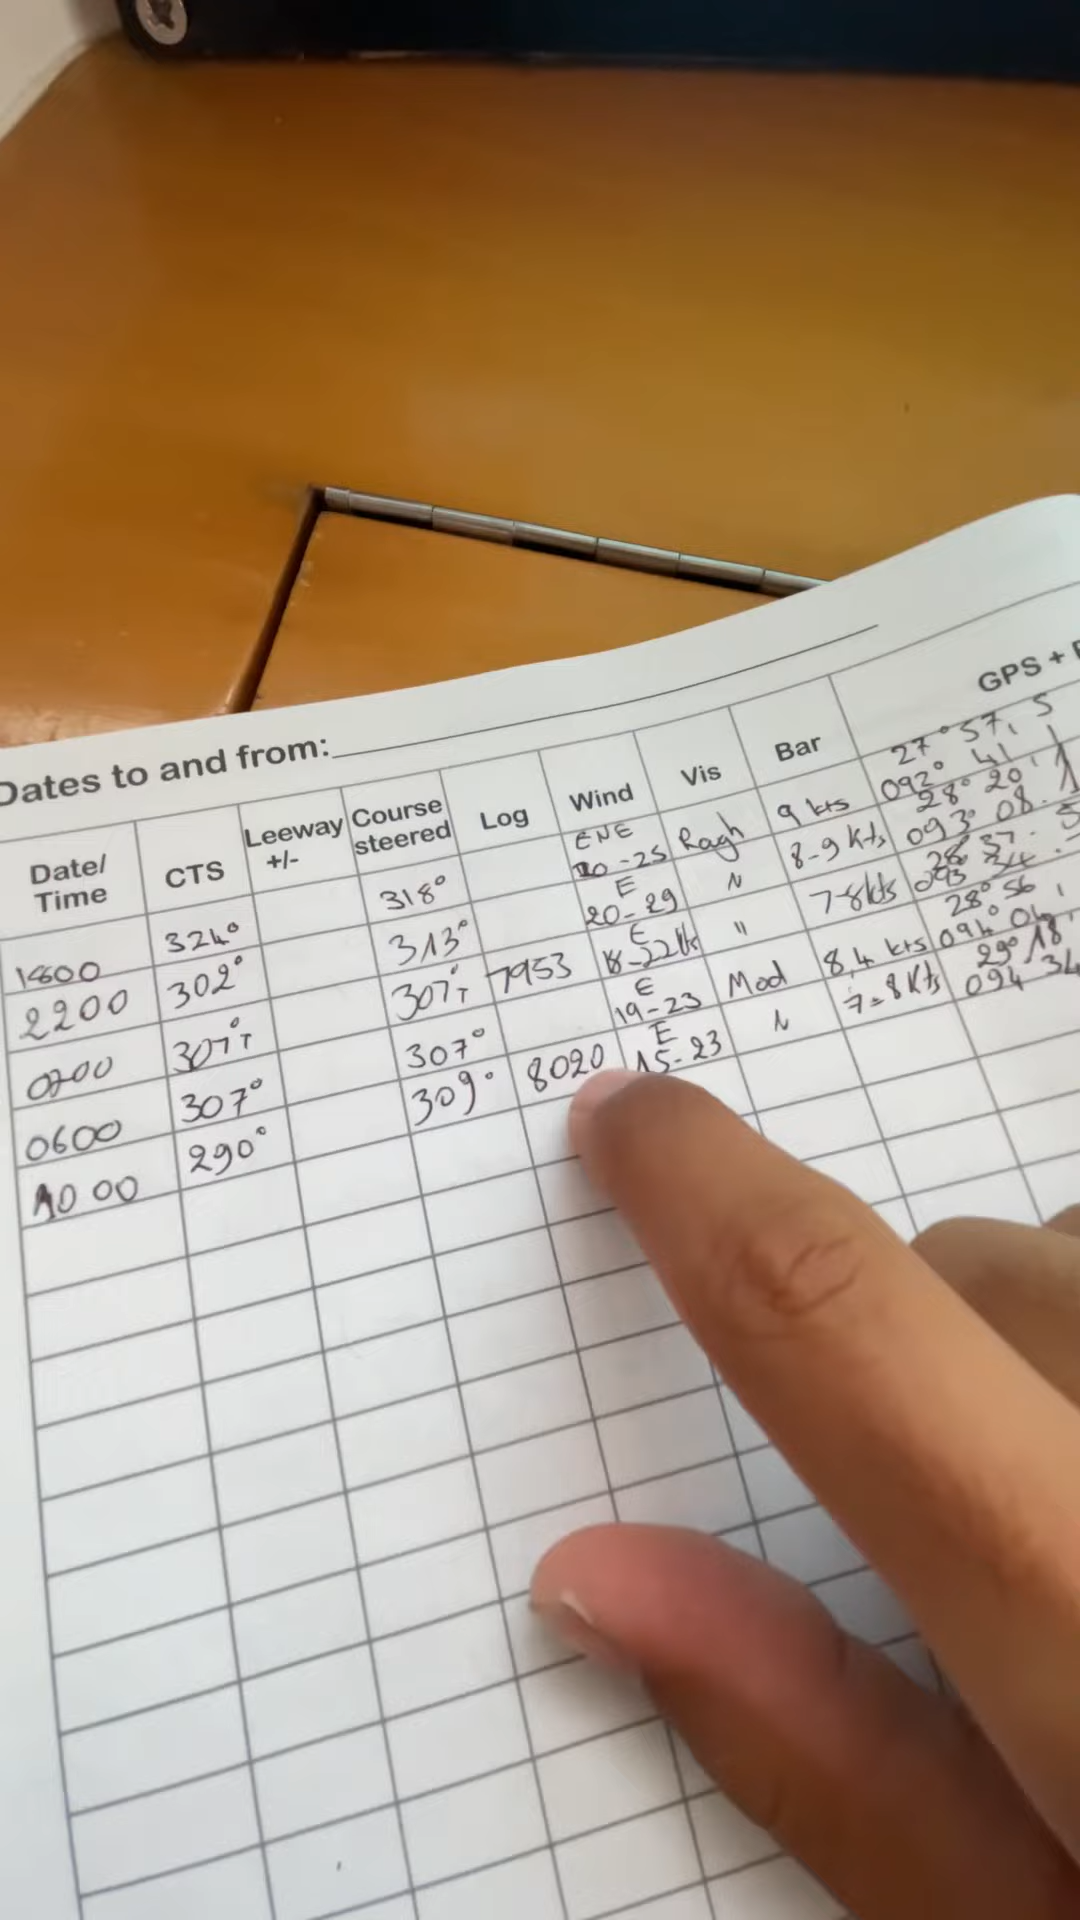 Dates to and from:
Date/ Time CTS Leeway +/- Course steered Log Wind Vis Bar GPS +
1800 324° 318° ENE 20-25 Rough 9 kts 27° 57, 5 092° 41
2200 302° 313° E 20-29 8-9 kts, 28° 20' 093° 08.1
0200 307°T 307°T 7953 E 18-22kts " 7-8kts 28° 37. 5 093 34
0600 307° 307° E 19-23 Mod 8,4 kts 28° 56 094° 04
1000 290° 309° 8020 E 15-23 7-8 Kts 29° 18' 094 34